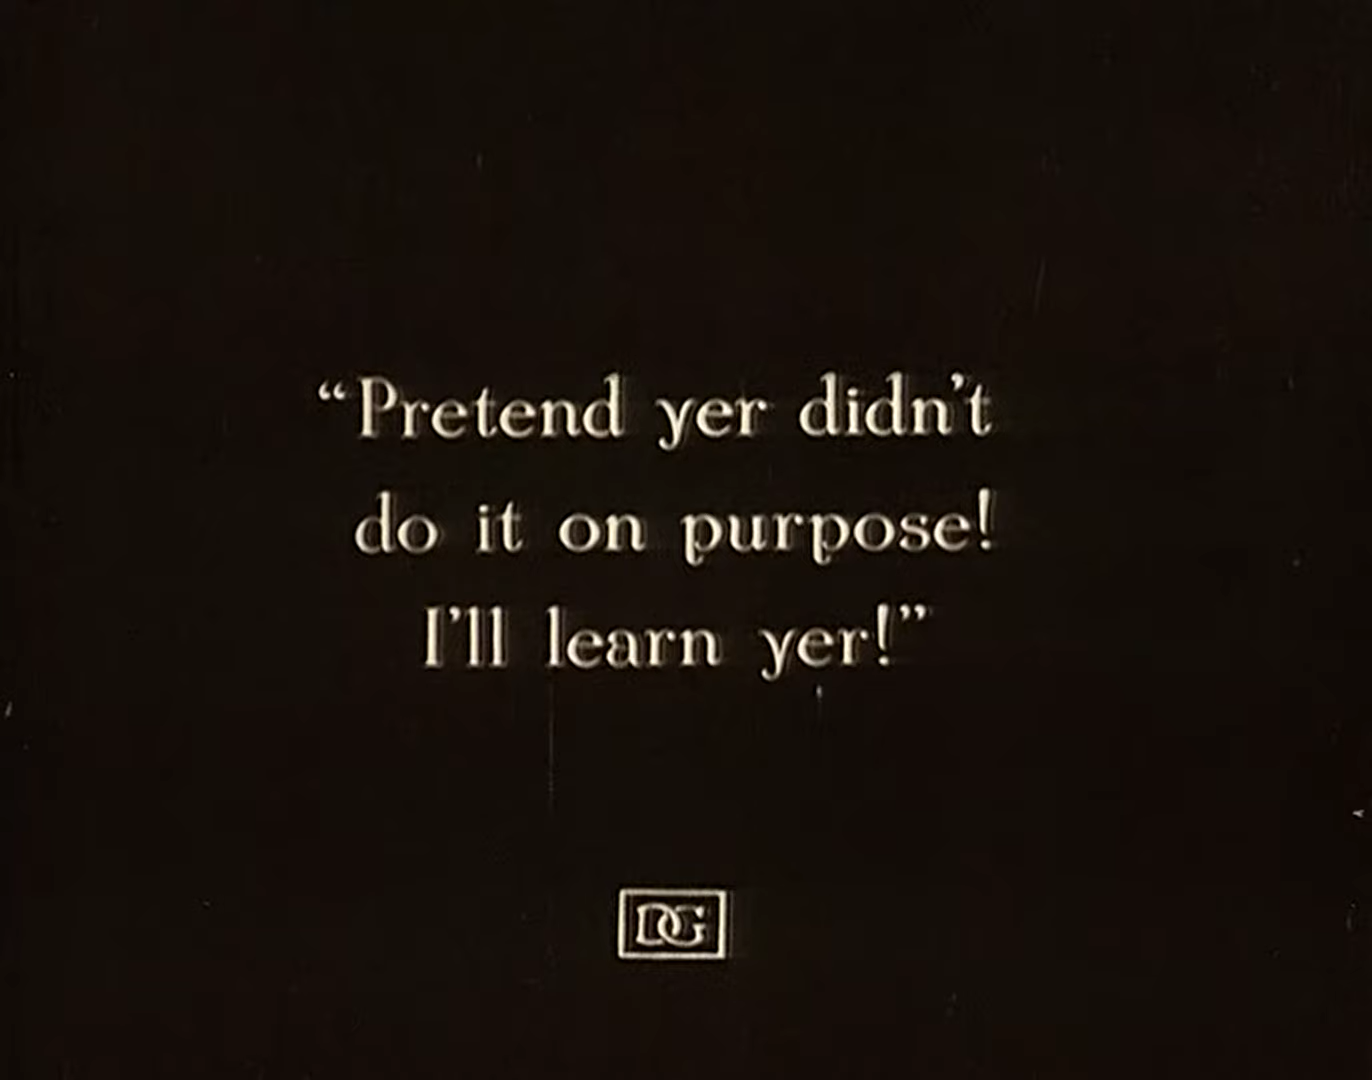 “Pretend yer didn't
do it on purpose!
I'll learn yer!”
DG